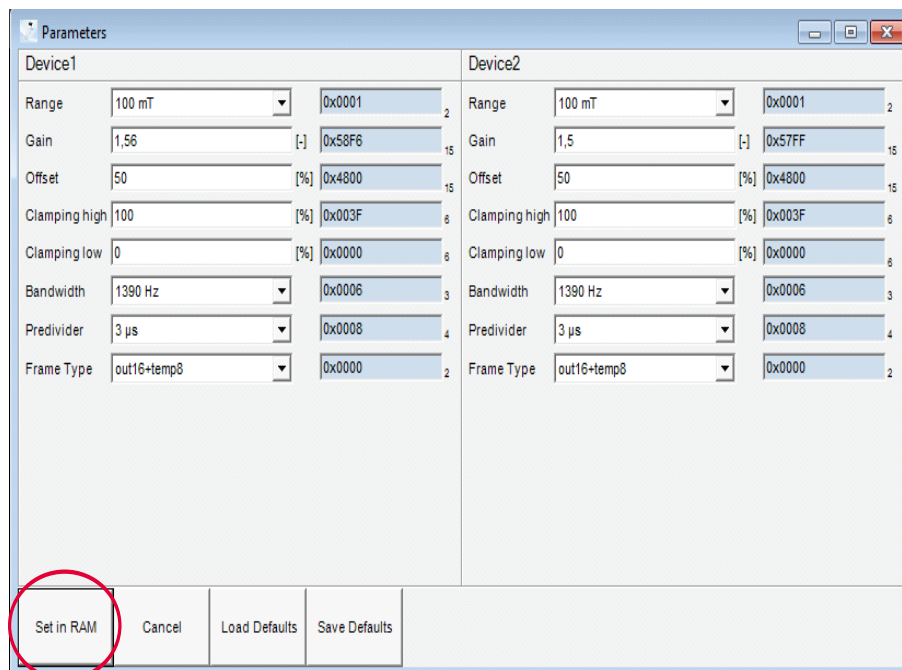 Parameters
Device1 Device2
Range 100 mT 0x0001 2 Range 100 mT 0x0001 2
Gain 1,56 [-] 0x58F6 15 Gain 1,5 [-] 0x57FF 15
Offset 50 [%] 0x4800 15 Offset 50 [%] 0x4800 15
Clamping high 100 [%] 0x003F 6 Clamping high 100 [%] 0x003F 6
Clamping low 0 [%] 0x0000 6 Clamping low 0 [%] 0x0000 6
Bandwidth 1390 Hz 0x0006 3 Bandwidth 1390 Hz 0x0006 3
Predivider 3 µs 0x0008 4 Predivider 3 µs 0x0008 4
Frame Type out16+temp8 0x0000 2 Frame Type out16+temp8 0x0000 2
Set in RAM Cancel Load Defaults Save Defaults